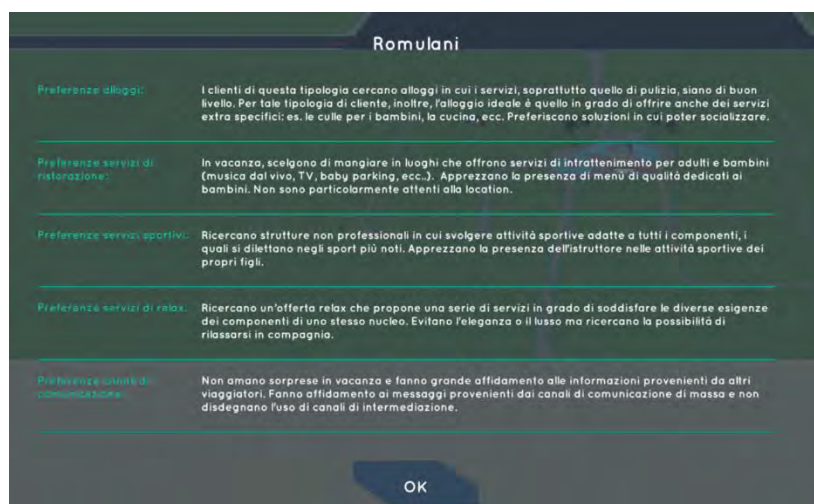 Romulani
Preferenze alloggi:
I clienti di questa tipologia cercano alloggi in cui i servizi, soprattutto quello di pulizia, siano di buon
livello. Per tale tipologia di cliente, inoltre, l'alloggio ideale è quello in grado di offrire anche dei servizi
extra specifici: es. le culle per i bambini, la cucina, ecc. Preferiscono soluzioni in cui poter socializzare.
Preferenze servizi di
ristorazione:
In vacanza, scelgono di mangiare in luoghi che offrono servizi di intrattenimento per adulti e bambini
(musica dal vivo, TV, baby parking, ecc..). Apprezzano la presenza di menù di qualità dedicati ai
bambini. Non sono particolarmente attenti alla location.
Preferenze servizi sportivi:
Ricercano strutture non professionali in cui svolgere attività sportive adatte a tutti i componenti, i
quali si dilettano negli sport più noti. Apprezzano la presenza dell'istruttore nelle attività sportive dei
propri figli.
Preferenze servizi di relax:
Ricercano un'offerta relax che propone una serie di servizi in grado di soddisfare le diverse esigenze
dei componenti di uno stesso nucleo. Evitano l'eleganza o il lusso ma ricercano la possibilità di
rilassarsi in compagnia.
Preferenze canali di
comunicazione:
Non amano sorprese in vacanza e fanno grande affidamento alle informazioni provenienti da altri
viaggiatori. Fanno affidamento ai messaggi provenienti dai canali di comunicazione di massa e non
disdegnano l'uso di canali di intermediazione.
OK